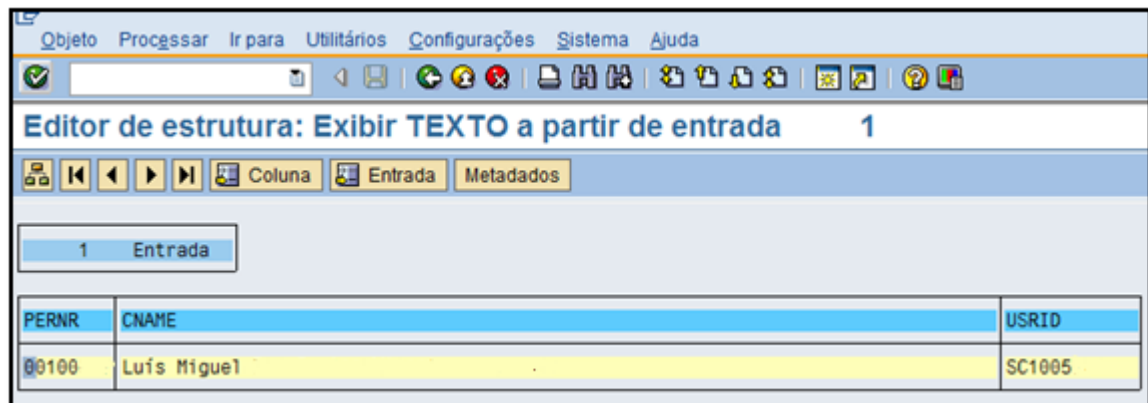 Objeto Processar Ir para Utilitários Configurações Sistema Ajuda
Editor de estrutura: Exibir TEXTO a partir de entrada 1
Coluna Entrada Metadados
1 Entrada
PERNR CNAME USRID
00100 Luís Miguel SC1005